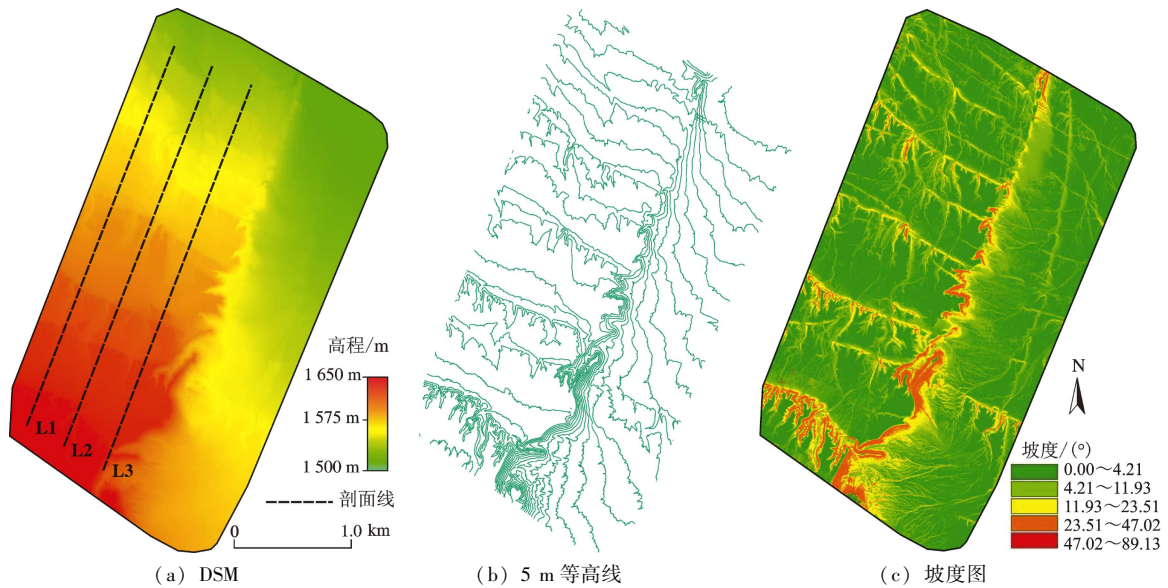 L1
L2
L3
高程/m
1 650 m
1 575 m
1 500 m
剖面线
0 1.0 km
(a) DSM
(b) 5 m 等高线
N
坡度/(°)
0.00～4.21
4.21～11.93
11.93～23.51
23.51～47.02
47.02～89.13
(c) 坡度图